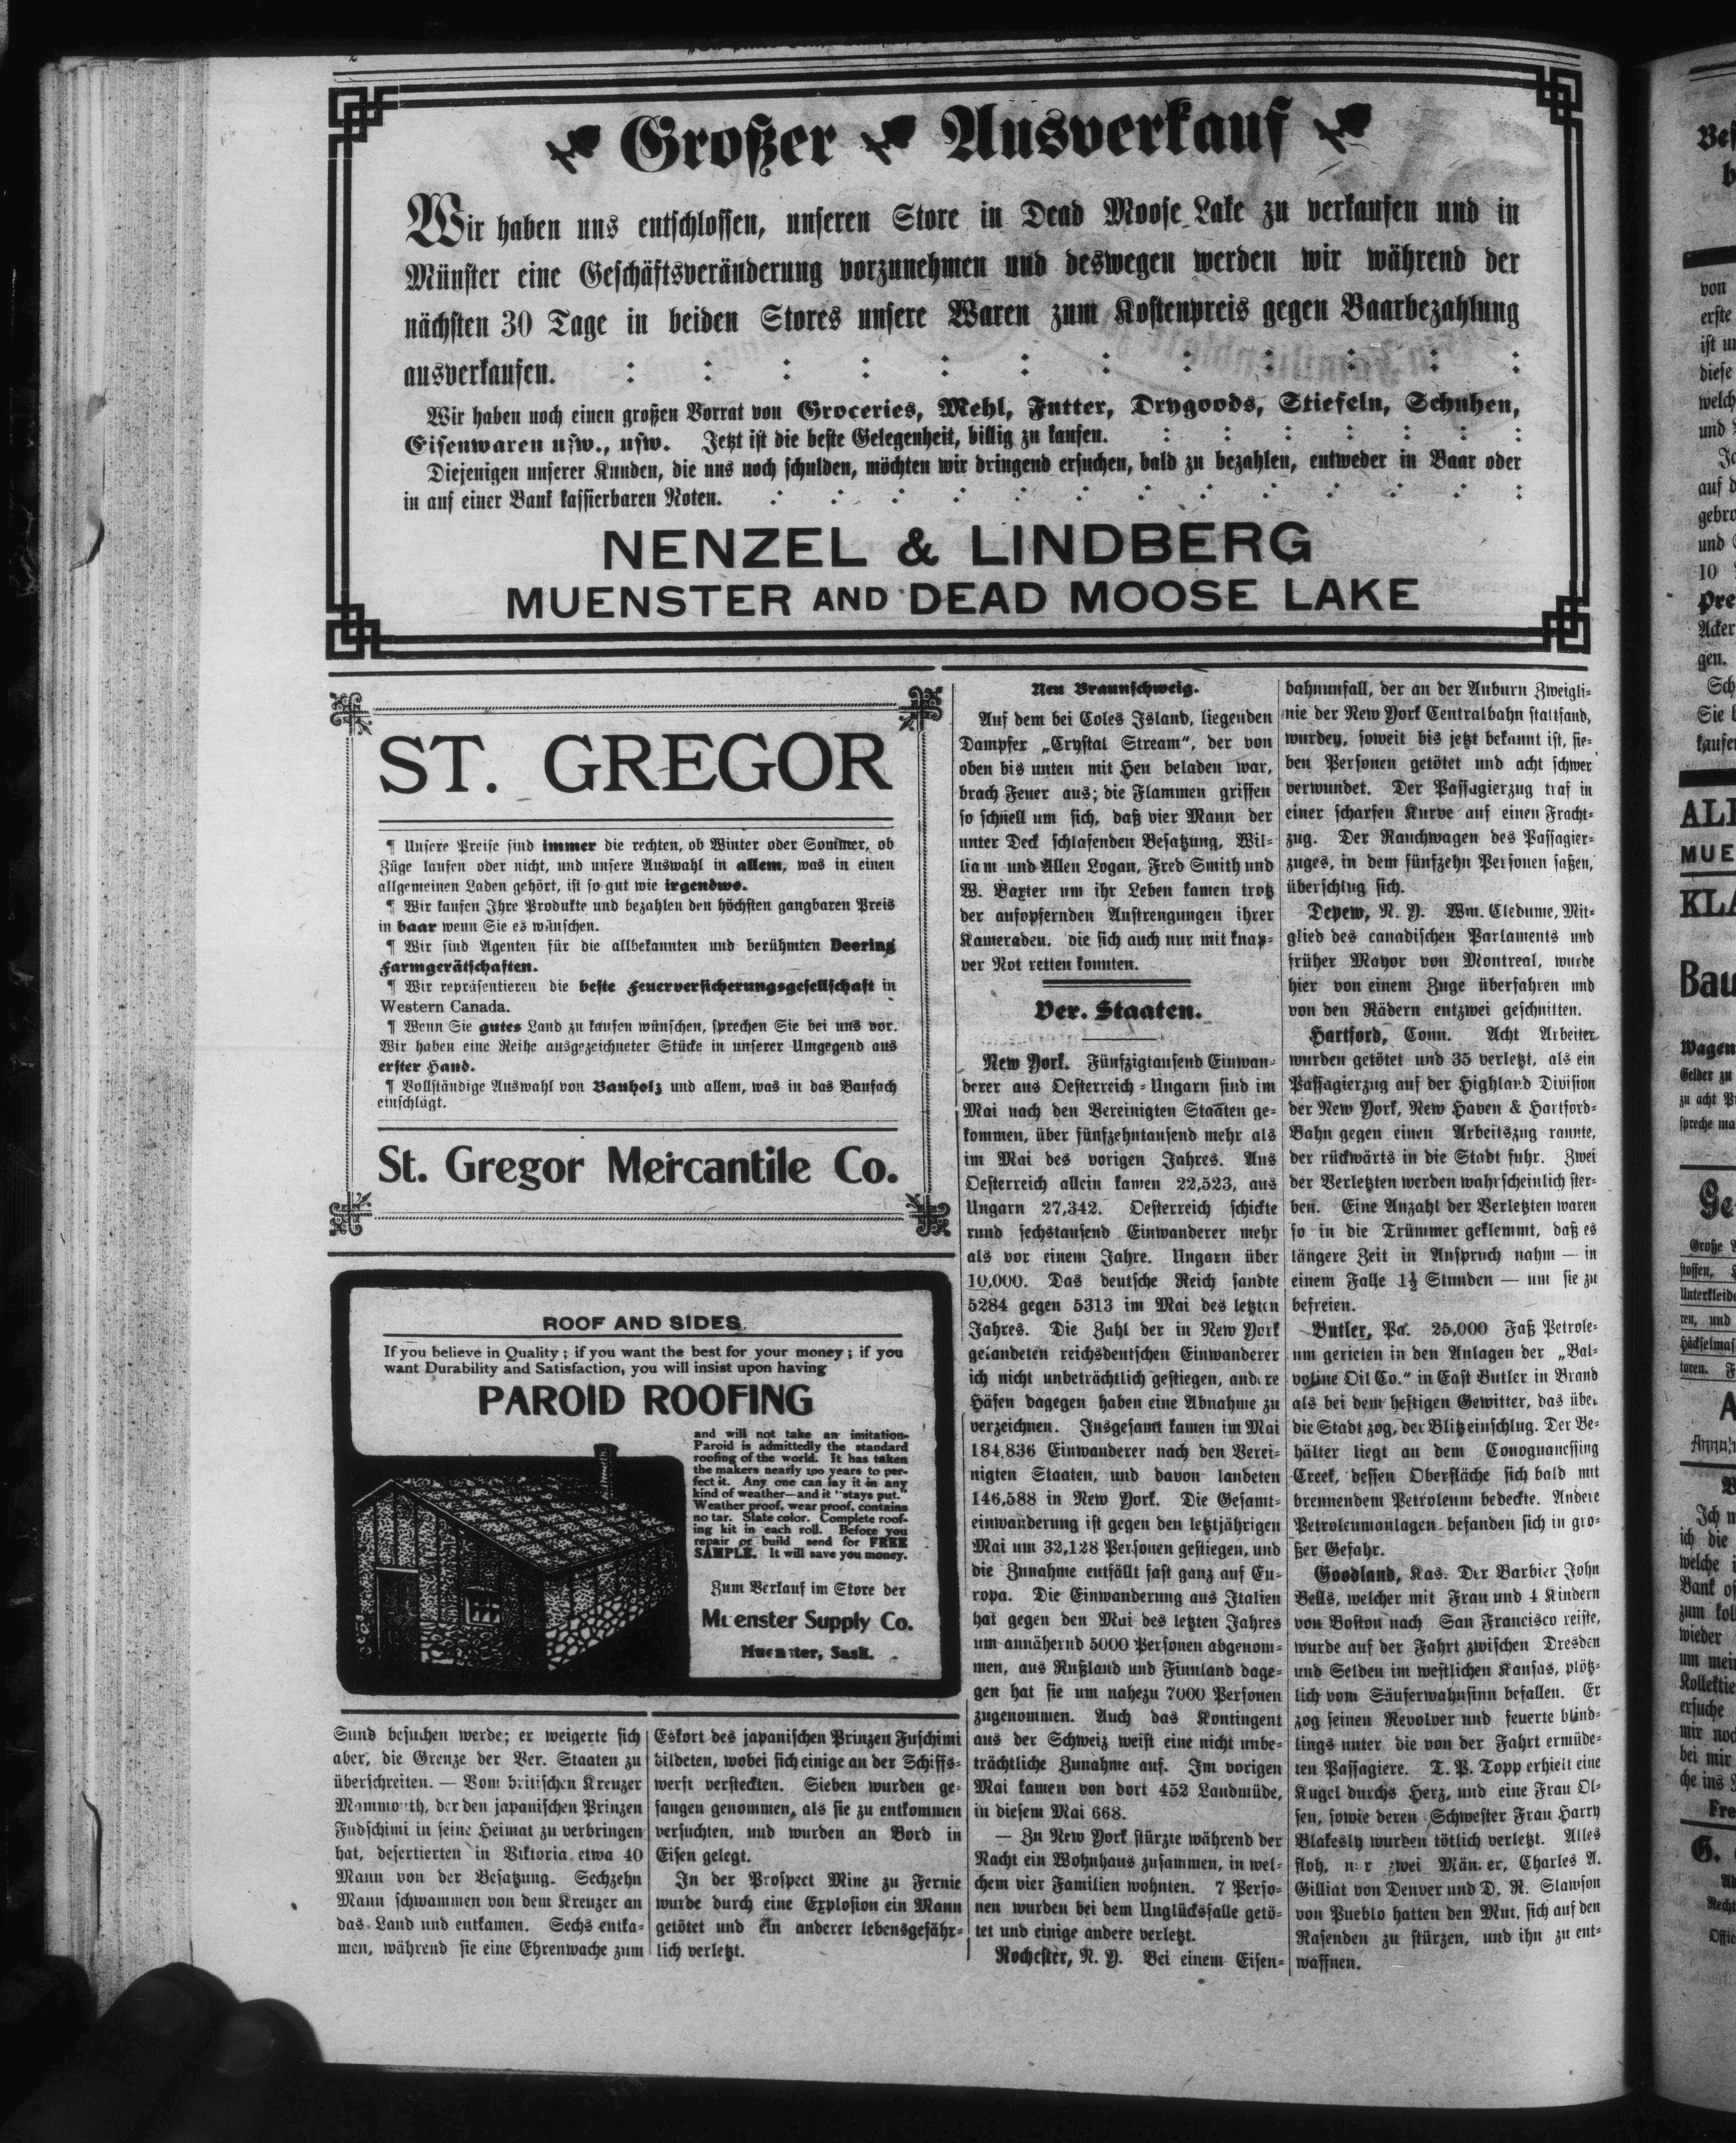 Großer Ausverkauf
Wir haben uns entschlossen, unseren Store in Dead Moose Lake zu verkaufen und in
Münster eine Geschäftsveränderung vorzunehmen und deswegen werden wir während der
nächsten 30 Tage in beiden Stores unsere Waren zum Kostenpreis gegen Baarbezahlung
ausverkaufen. : : : : : : : : : : : :
Wir haben noch einen großen Vorrat von Groceries, Mehl, Futter, Drygoods, Stiefeln, Schuhen,
Eisenwaren usw., usw. Jetzt ist die beste Gelegenheit, billig zu kaufen. : : : : : : :
Diejenigen unserer Kunden, die uns noch schulden, möchten wir dringend ersuchen, bald zu bezahlen, entweder in Baar oder
in auf einer Bank kassierbaren Noten. : : : : : : : : : : : : :
NENZEL & LINDBERG
MUENSTER AND DEAD MOOSE LAKE
ST. GREGOR
¶ Unsere Preise sind immer die rechten, ob Winter oder Sommer, ob
Züge laufen oder nicht, und unsere Auswahl in allem, was in einen
allgemeinen Laden gehört, ist so gut wie irgendwo.
¶ Wir kaufen Ihre Produkte und bezahlen den höchsten gangbaren Preis
in baar wenn Sie es wünschen.
¶ Wir sind Agenten für die allbekannten und berühmten Deering
Farmgerätschaften.
¶ Wir repräsentieren die beste Feuerversicherungsgesellschaft in
Western Canada.
¶ Wenn Sie gutes Land zu kaufen wünschen, sprechen Sie bei uns vor.
Wir haben eine Reihe ausgezeichneter Stücke in unserer Umgegend aus
erster Hand.
¶ Vollständige Auswahl von Bauholz und allem, was in das Baufach
einschlägt.
St. Gregor Mercantile Co.
ROOF AND SIDES
If you believe in Quality; if you want the best for your money; if you
want Durability and Satisfaction, you will insist upon having
PAROID ROOFING
and will not take an imitation.
Paroid is admittedly the standard
roofing of the world. It has taken
the makers nearly 100 years to per-
fect it. Any one can lay it in any
kind of weather—and it "stays put."
Weather proof, wear proof, contains
no tar. Slate color. Complete roof-
ing kit in each roll. Before you
repair or build send for FREE
SAMPLE. It will save you money.
Zum Verkauf im Store der
Muenster Supply Co.
Muenster, Sask.
Sund besuchen werde; er weigerte sich
aber, die Grenze der Ver. Staaten zu
überschreiten. — Vom britischen Kreuzer
Mammouth, der den japanischen Prinzen
Fudschimi in seine Heimat zu verbringen
hat, desertierten in Viktoria etwa 40
Mann von der Besatzung. Sechzehn
Mann schwammen von dem Kreuzer an
das Land und entkamen. Sechs entka-
men, während sie eine Ehrenwache zum
Eskort des japanischen Prinzen Fuschimi
bildeten, wobei sich einige an der Schiffs-
werft versteckten. Sieben wurden ge-
fangen genommen, als sie zu entkommen
versuchten, und wurden an Bord in
Eisen gelegt.
In der Prospect Mine zu Fernie
wurde durch eine Explosion ein Mann
getötet und ein anderer lebensgefähr-
lich verletzt.
Neu Braunschweig.
Auf dem bei Coles Island, liegenden
Dampfer „Crystal Stream“, der von
oben bis unten mit Heu beladen war,
brach Feuer aus; die Flammen griffen
so schnell um sich, daß vier Mann der
unter Deck schlafenden Besatzung, Wil-
liam und Allen Logan, Fred Smith und
W. Baxter um ihr Leben kamen trotz
der aufopfernden Anstrengungen ihrer
Kameraden. die sich auch nur mit knap-
per Not retten konnten.
Ver. Staaten.
New York. Fünfzigtausend Einwan-
derer aus Oesterreich-Ungarn sind im
Mai nach den Vereinigten Staaten ge-
kommen, über fünfzehntausend mehr als
im Mai des vorigen Jahres. Aus
Oesterreich allein kamen 22,523, aus
Ungarn 27,342. Oesterreich schickte
rund sechstausend Einwanderer mehr
als vor einem Jahre. Ungarn über
10,000. Das deutsche Reich sandte
5284 gegen 5313 im Mai des letzten
Jahres. Die Zahl der in New York
gelandeten reichsdeutschen Einwanderer
ich nicht unbeträchtlich gestiegen, andere
Häfen dagegen haben eine Abnahme zu
verzeichnen. Insgesamt kamen im Mai
184,836 Einwanderer nach den Verei-
nigten Staaten, und davon landeten
146,588 in New York. Die Gesamt-
einwanderung ist gegen den letztjährigen
Mai um 32,128 Personen gestiegen, und
die Zunahme entfällt fast ganz auf Eu-
ropa. Die Einwanderung aus Italien
hat gegen den Mai des letzten Jahres
um annähernd 5000 Personen abgenom-
men, aus Rußland und Finnland dage-
gen hat sie um nahezu 7000 Personen
zugenommen. Auch das Kontingent
aus der Schweiz weist eine nicht unbe-
trächtliche Zunahme auf. Im vorigen
Mai kamen von dort 452 Landmüde,
in diesem Mai 668.
— Zu New York stürzte während der
Nacht ein Wohnhaus zusammen, in wel-
chem vier Familien wohnten. 7 Perso-
nen wurden bei dem Unglücksfalle getö-
tet und einige andere verletzt.
Rochester, N. Y. Bei einem Eisen-
bahnunfall, der an der Auburn Zweigli-
nie der New York Centralbahn stattfand,
wurden, soweit bis jetzt bekannt ist, sie-
ben Personen getötet und acht schwer
verwundet. Der Passagierzug traf in
einer scharfen Kurve auf einen Fracht-
zug. Der Rauchwagen des Passagier-
zuges, in dem fünfzehn Personen saßen,
überschlug sich.
Depew, N. Y. Wm. Cledume, Mit-
glied des canadischen Parlaments und
früher Mayor von Montreal, wurde
hier von einem Zuge überfahren und
von den Rädern entzwei geschnitten.
Hartford, Conn. Acht Arbeiter
wurden getötet und 35 verletzt, als ein
Passagierzug auf der Highland Division
der New York, New Haven & Hartford-
Bahn gegen einen Arbeitszug rannte,
der rückwärts in die Stadt fuhr. Zwei
der Verletzten werden wahrscheinlich ster-
ben. Eine Anzahl der Verletzten waren
so in die Trümmer geklemmt, daß es
längere Zeit in Anspruch nahm — in
einem Falle 1½ Stunden — um sie zu
befreien.
Butler, Pa. 25,000 Faß Petrole-
um gerieten in den Anlagen der „Val-
voline Oil Co.“ in East Butler in Brand
als bei dem heftigen Gewitter, das über
die Stadt zog, der Blitz einschlug. Der Be-
hälter liegt an dem Conoquanessing
Creek, dessen Oberfläche sich bald mit
brennendem Petroleum bedeckte. Andere
Petroleumanlagen befanden sich in gro-
ßer Gefahr.
Goodland, Kas. Der Barbier John
Bells, welcher mit Frau und 4 Kindern
von Boston nach San Francisco reiste,
wurde auf der Fahrt zwischen Dresden
und Selden im westlichen Kansas, plötz-
lich vom Säuferwahnsinn befallen. Er
zog seinen Revolver und feuerte blind-
lings unter die von der Fahrt ermüde-
ten Passagiere. T. P. Topp erhielt eine
Kugel durchs Herz, und eine Frau Ol-
sen, sowie deren Schwester Frau Harry
Blakesly wurden tötlich verletzt. Alles
floh, nur zwei Männer, Charles A.
Gilliat von Denver und D. R. Slawson
von Pueblo hatten den Mut, sich auf den
Rasenden zu stürzen, und ihn zu ent-
waffnen.